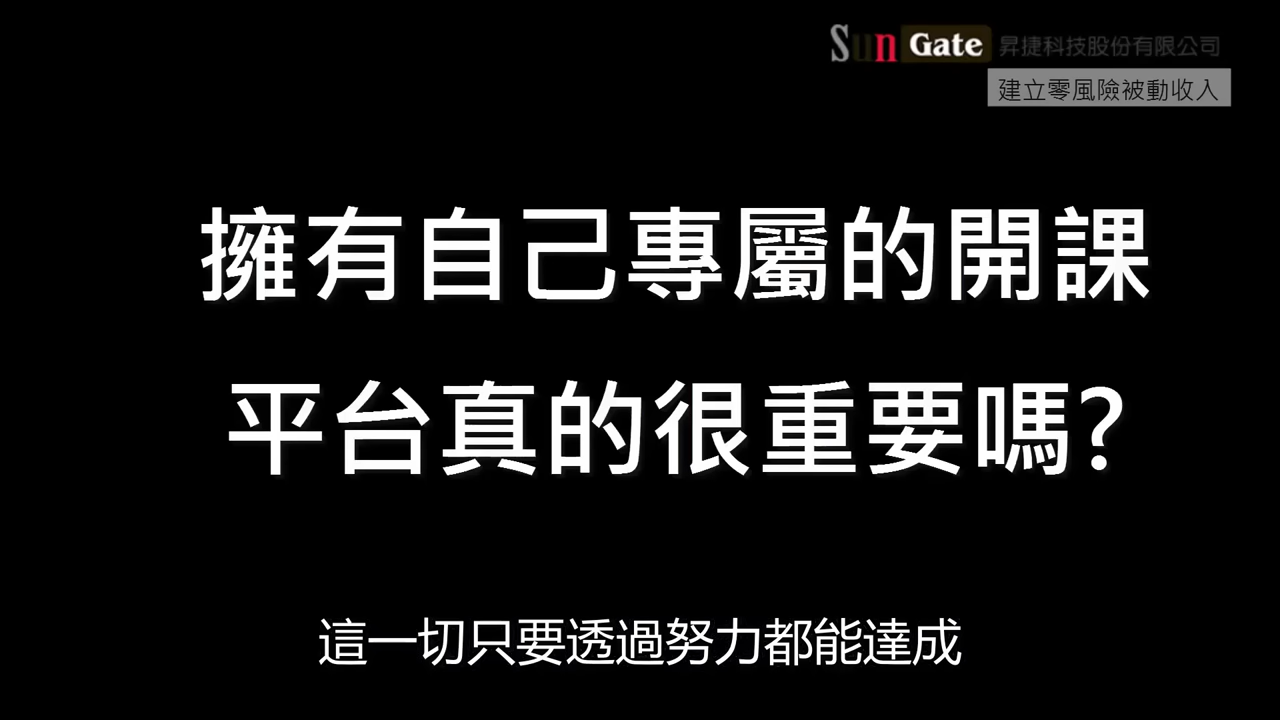 Sun Gate 昇捷科技股份有限公司
建立零風險被動收入
擁有自己專屬的開課
平台真的很重要嗎?
這一切只要透過努力都能達成